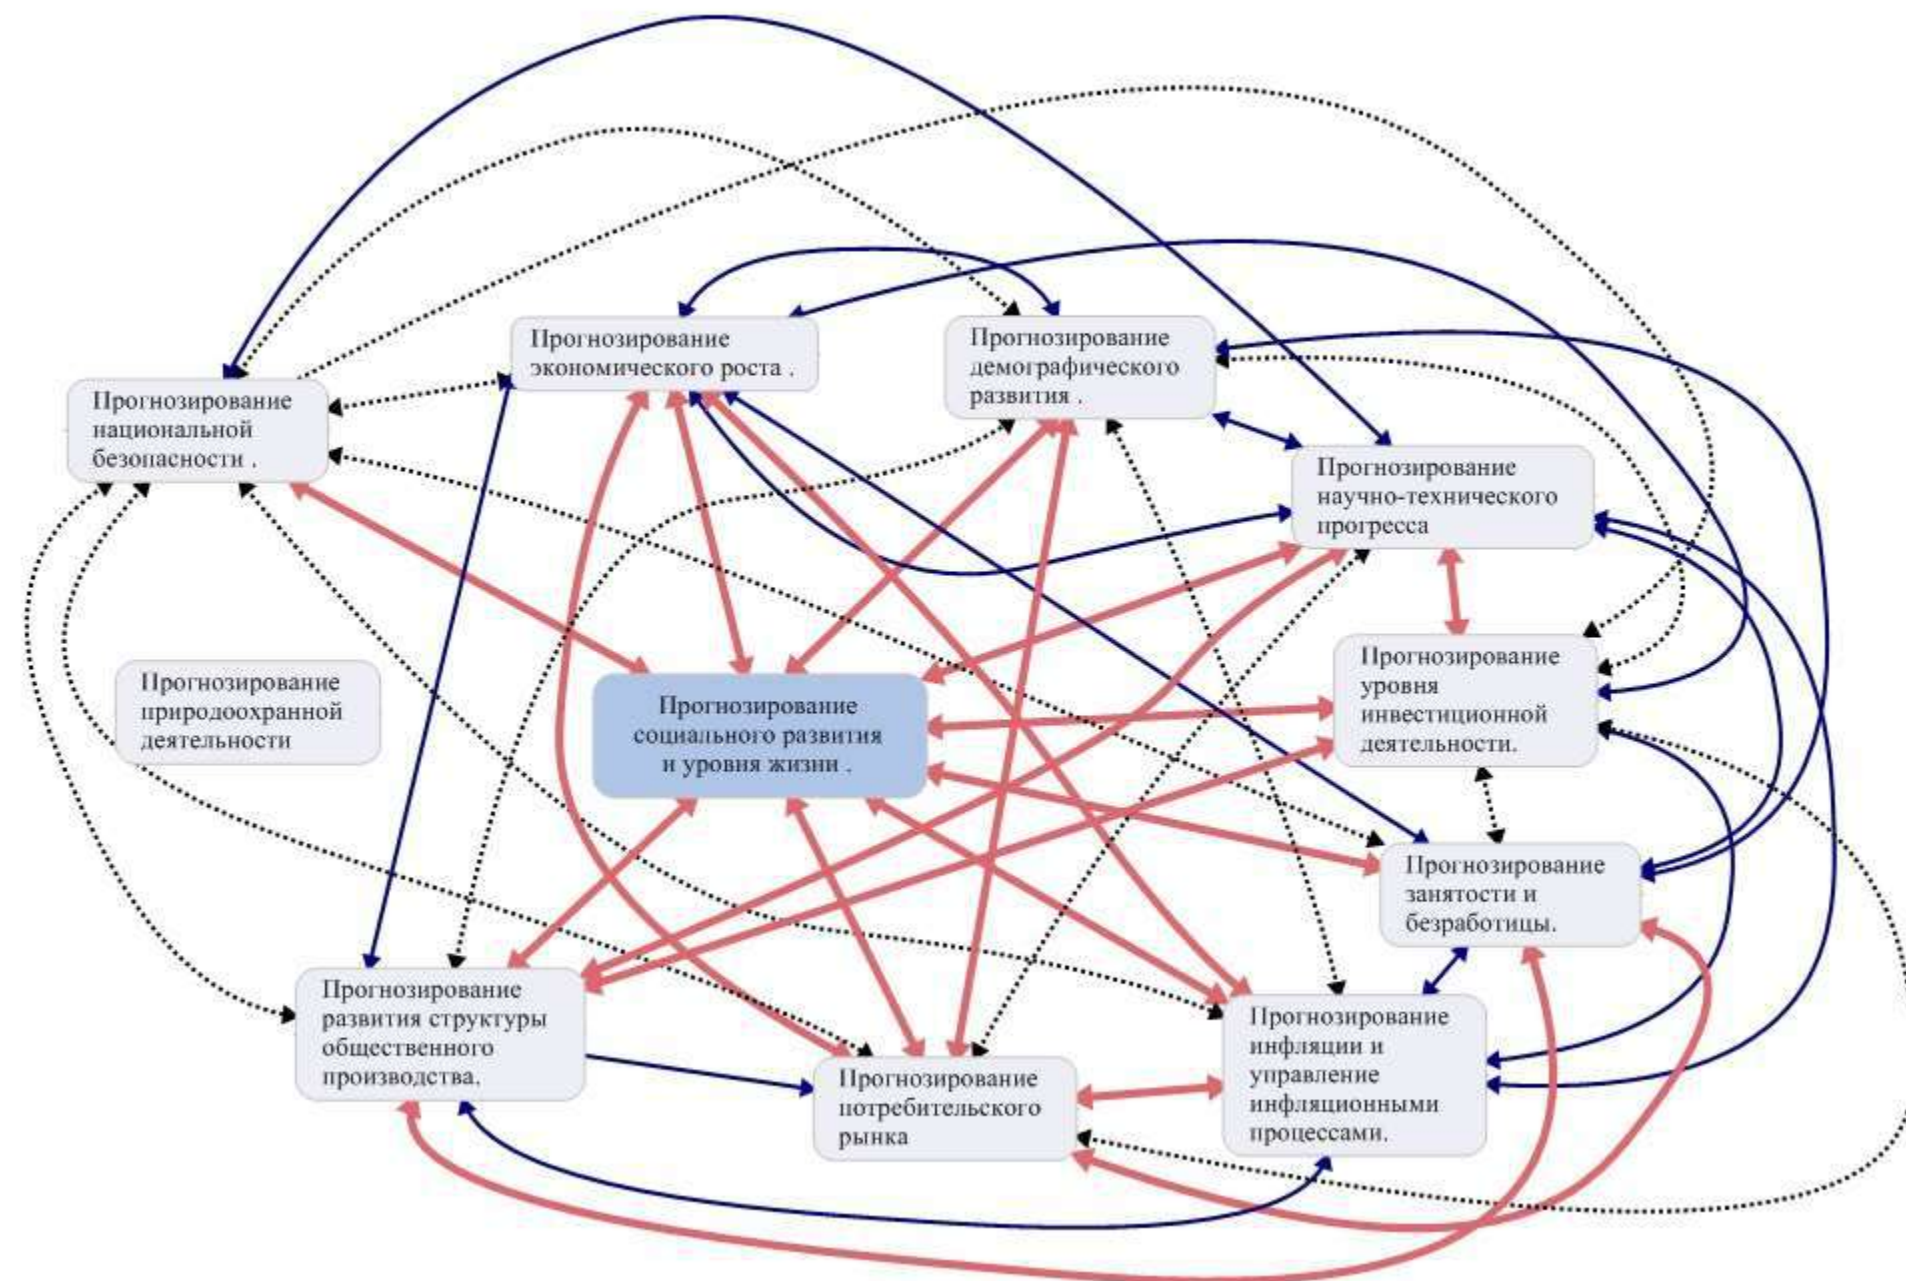 Прогнозирование
экономического роста .
Прогнозирование
демографического
развития .
Прогнозирование
национальной
безопасности .
Прогнозирование
научно-технического
прогресса
Прогнозирование
природоохранной
деятельности
Прогнозирование
социального развития
и уровня жизни .
Прогнозирование
уровня
инвестиционной
деятельности.
Прогнозирование
занятости и
безработицы.
Прогнозирование
развития структуры
общественного
производства.
Прогнозирование
потребительского
рынка
Прогнозирование
инфляции и
управление
инфляционными
процессами.